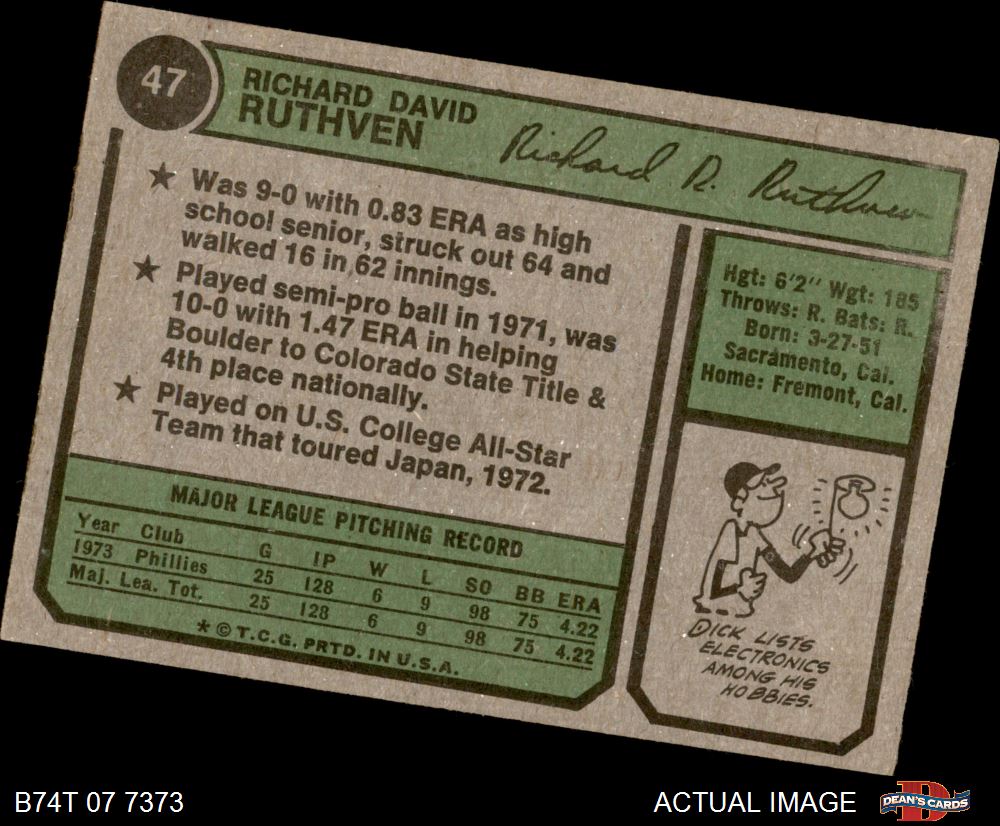 47
RICHARD DAVID
RUTHVEN
Richard D. Ruthven
★ Was 9-0 with 0.83 ERA as high
school senior, struck out 64 and
walked 16 in 62 innings.
★ Played semi-pro ball in 1971, was
10-0 with 1.47 ERA in helping
Boulder to Colorado State Title &
4th place nationally.
★ Played on U.S. College All-Star
Team that toured Japan, 1972.
Hgt: 6'2" Wgt: 185
Throws: R. Bats: R.
Born: 3-27-51
Sacramento, Cal.
Home: Fremont, Cal.
MAJOR LEAGUE PITCHING RECORD
Year Club G IP W L SO BB ERA
1973 Phillies 25 128 6 9 98 75 4.22
Maj. Lea. Tot. 25 128 6 9 98 75 4.22
* © T.C.G. PRTD. IN U.S.A.
DICK LISTS
ELECTRONICS
AMONG HIS
HOBBIES.
B74T 07 7373
ACTUAL IMAGE
D
DEAN'S CARDS